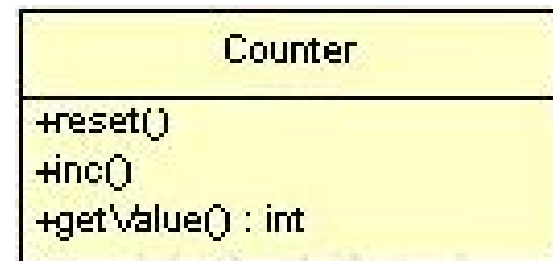 Counter
+reset()
+inc()
+getValue() : int